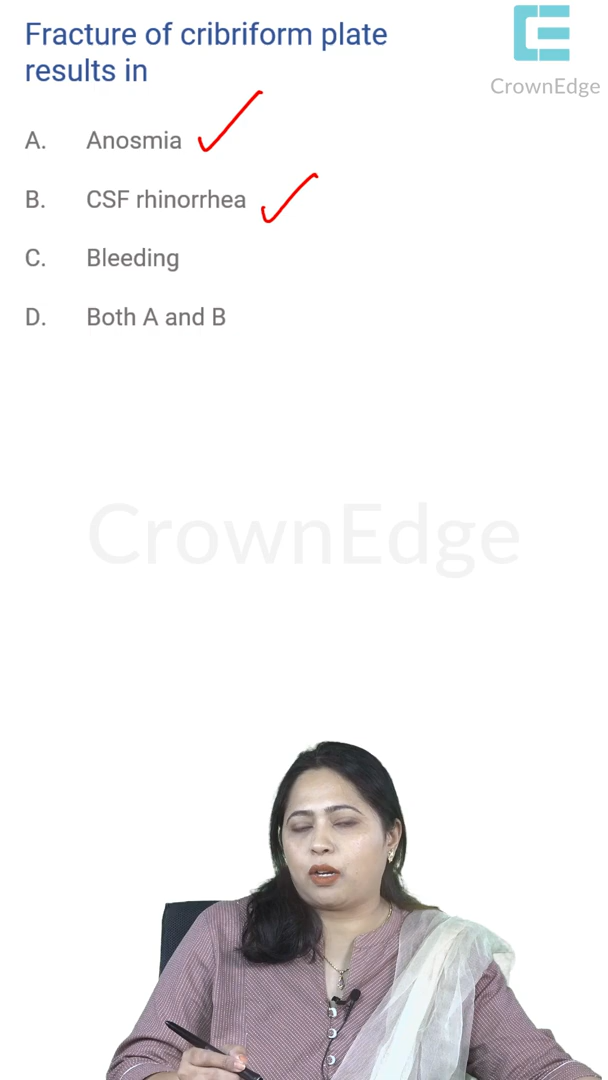 Fracture of cribriform plate
results in
CrownEdge
A. Anosmia
B. CSF rhinorrhea
C. Bleeding
D. Both A and B
CrownEdge